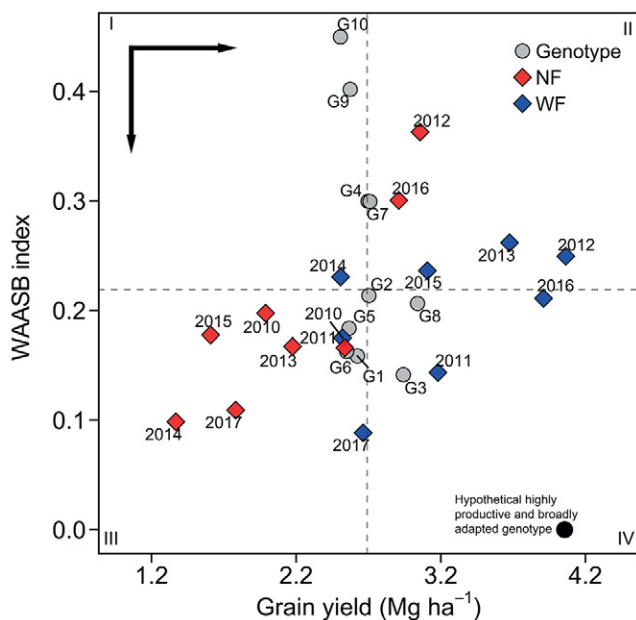 I
II
G10
Genotype
NF
WF
0.4
G9
2012
WAASB index
0.3
G4
2016
G7
2013
2012
2014
2015
2016
G2
0.2
2015
2010
2010
G5
G8
2011
2013
2011
G6
G1
G3
0.1
2014
2017
2017
Hypothetical highly
productive and broadly
adapted genotype
0.0
III
IV
1.2
2.2
3.2
4.2
Grain yield (Mg ha⁻¹)